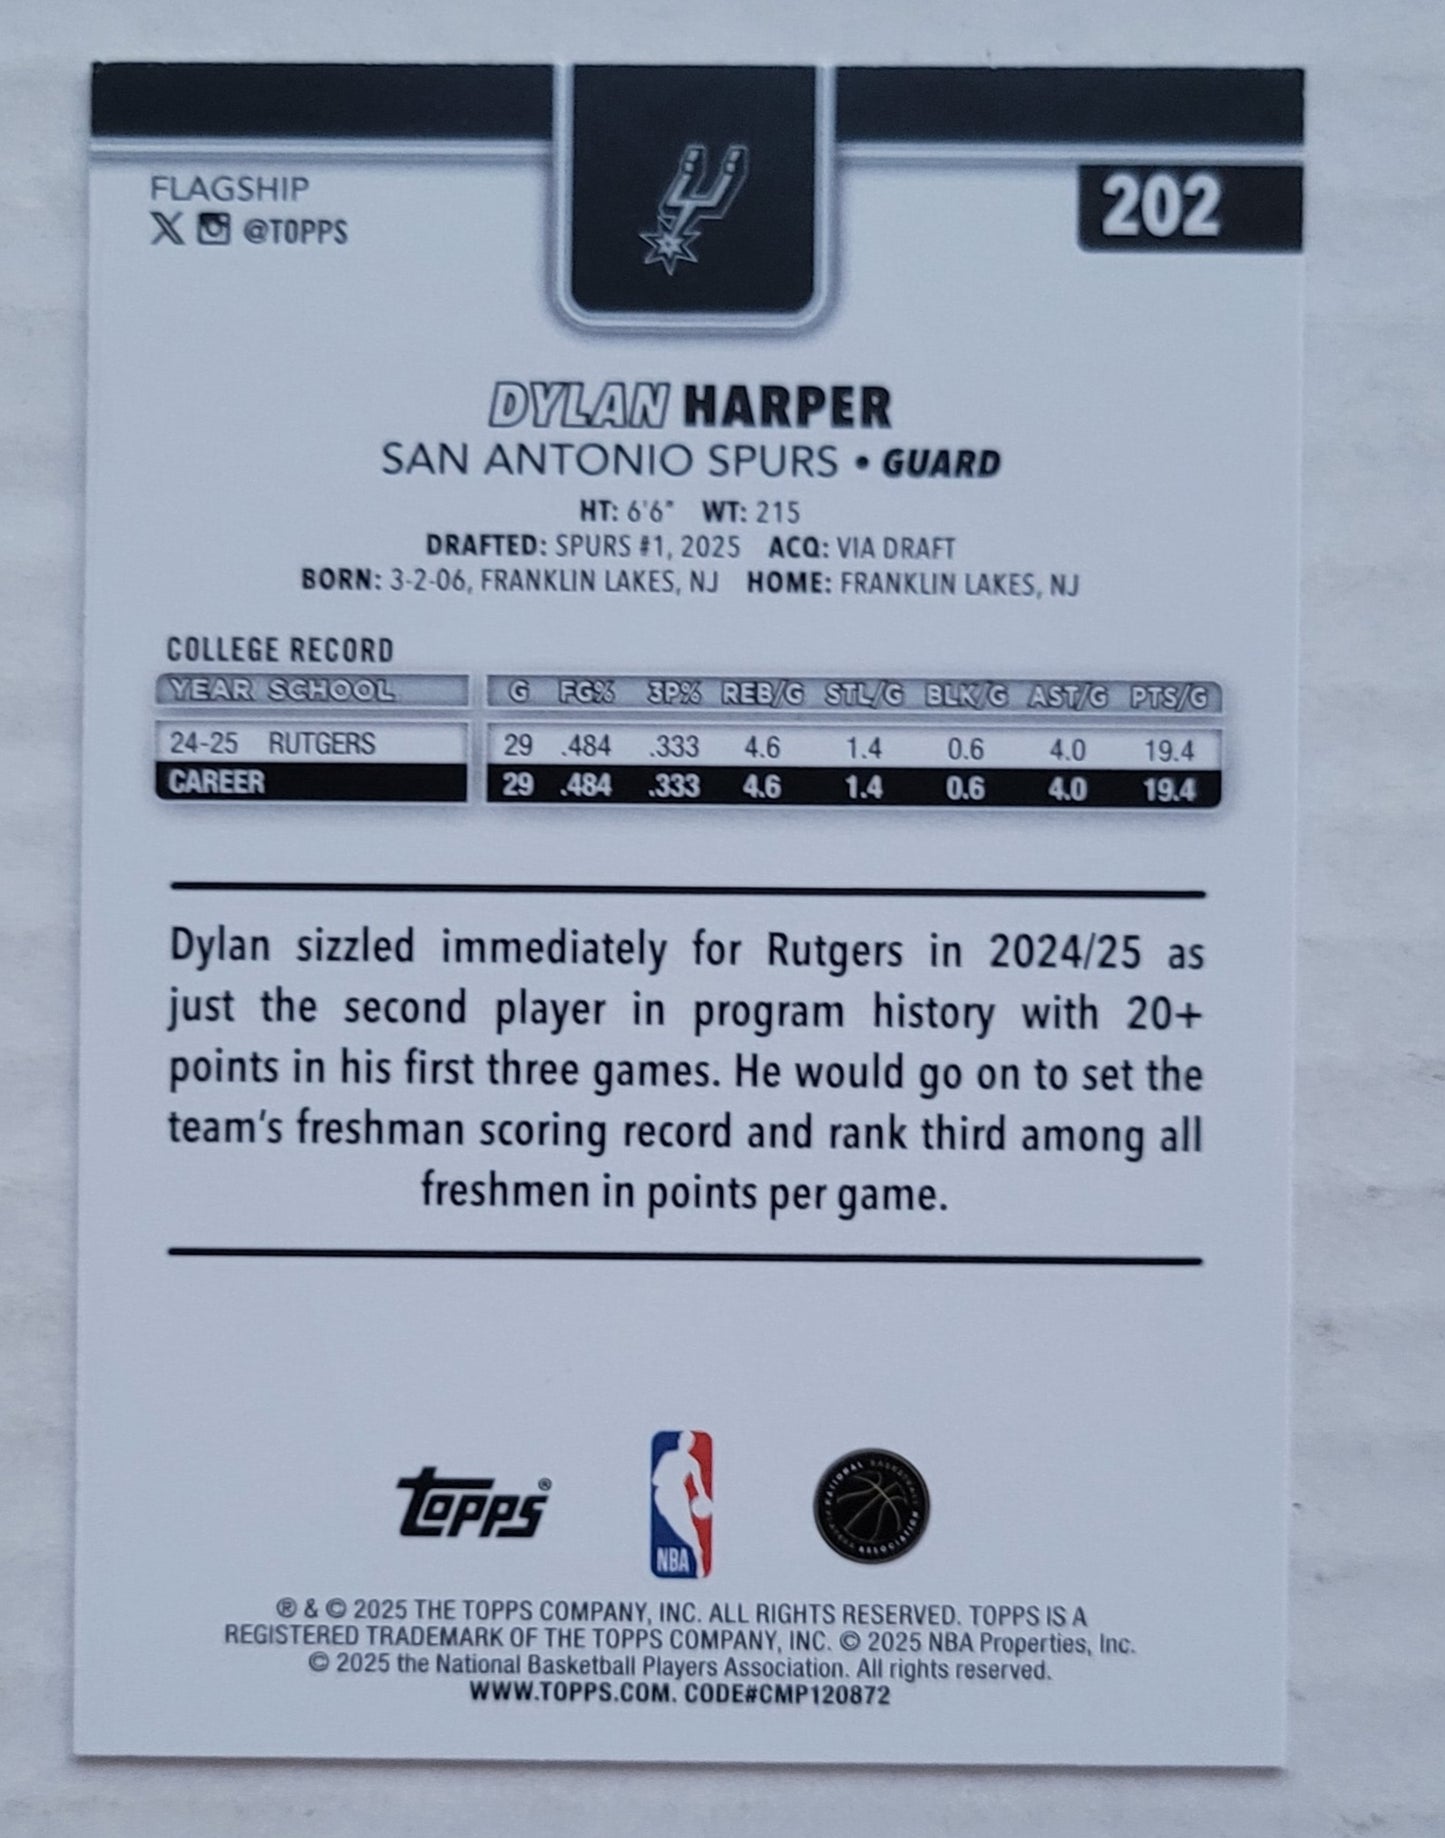 FLAGSHIP
202
X @TOPPS
DYLAN HARPER
SAN ANTONIO SPURS • GUARD
HT: 6'6" WT: 215
DRAFTED: SPURS #1, 2025 ACQ: VIA DRAFT
BORN: 3-2-06, FRANKLIN LAKES, NJ HOME: FRANKLIN LAKES, NJ
COLLEGE RECORD
YEAR SCHOOL G FG% 3P% REB/G STL/G BLK/G AST/G PTS/G
24-25 RUTGERS 29 .484 .333 4.6 1.4 0.6 4.0 19.4
CAREER 29 .484 .333 4.6 1.4 0.6 4.0 19.4
Dylan sizzled immediately for Rutgers in 2024/25 as
just the second player in program history with 20+
points in his first three games. He would go on to set the
team's freshman scoring record and rank third among all
freshmen in points per game.
TOPPS®
NBA
NATIONAL BASKETBALL PLAYERS ASSOCIATION
® & © 2025 THE TOPPS COMPANY, INC. ALL RIGHTS RESERVED. TOPPS IS A
REGISTERED TRADEMARK OF THE TOPPS COMPANY, INC. © 2025 NBA Properties, Inc.
© 2025 the National Basketball Players Association. All rights reserved.
WWW.TOPPS.COM. CODE#CMP120872